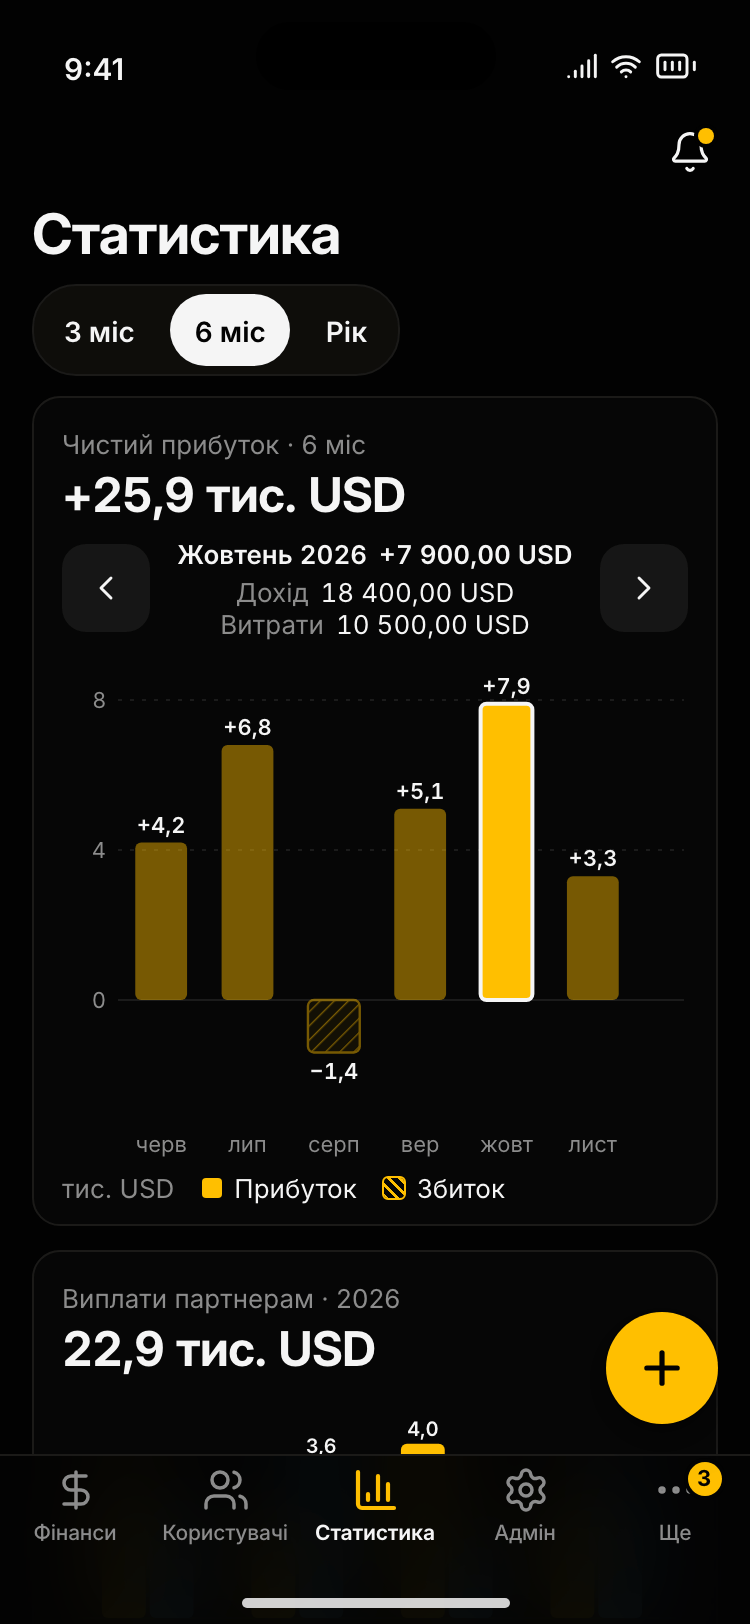 9:41
Статистика
3 міс 6 міс Рік
Чистий прибуток · 6 міс
+25,9 тис. USD
Жовтень 2026 +7 900,00 USD
Дохід 18 400,00 USD
Витрати 10 500,00 USD
+7,9
8
+6,8
+5,1
+4,2
4
+3,3
0
−1,4
черв лип серп вер жовт лист
тис. USD Прибуток Збиток
Виплати партнерам · 2026
22,9 тис. USD
4,0
3,6
3
Фінанси Користувачі Статистика Адмін Ще